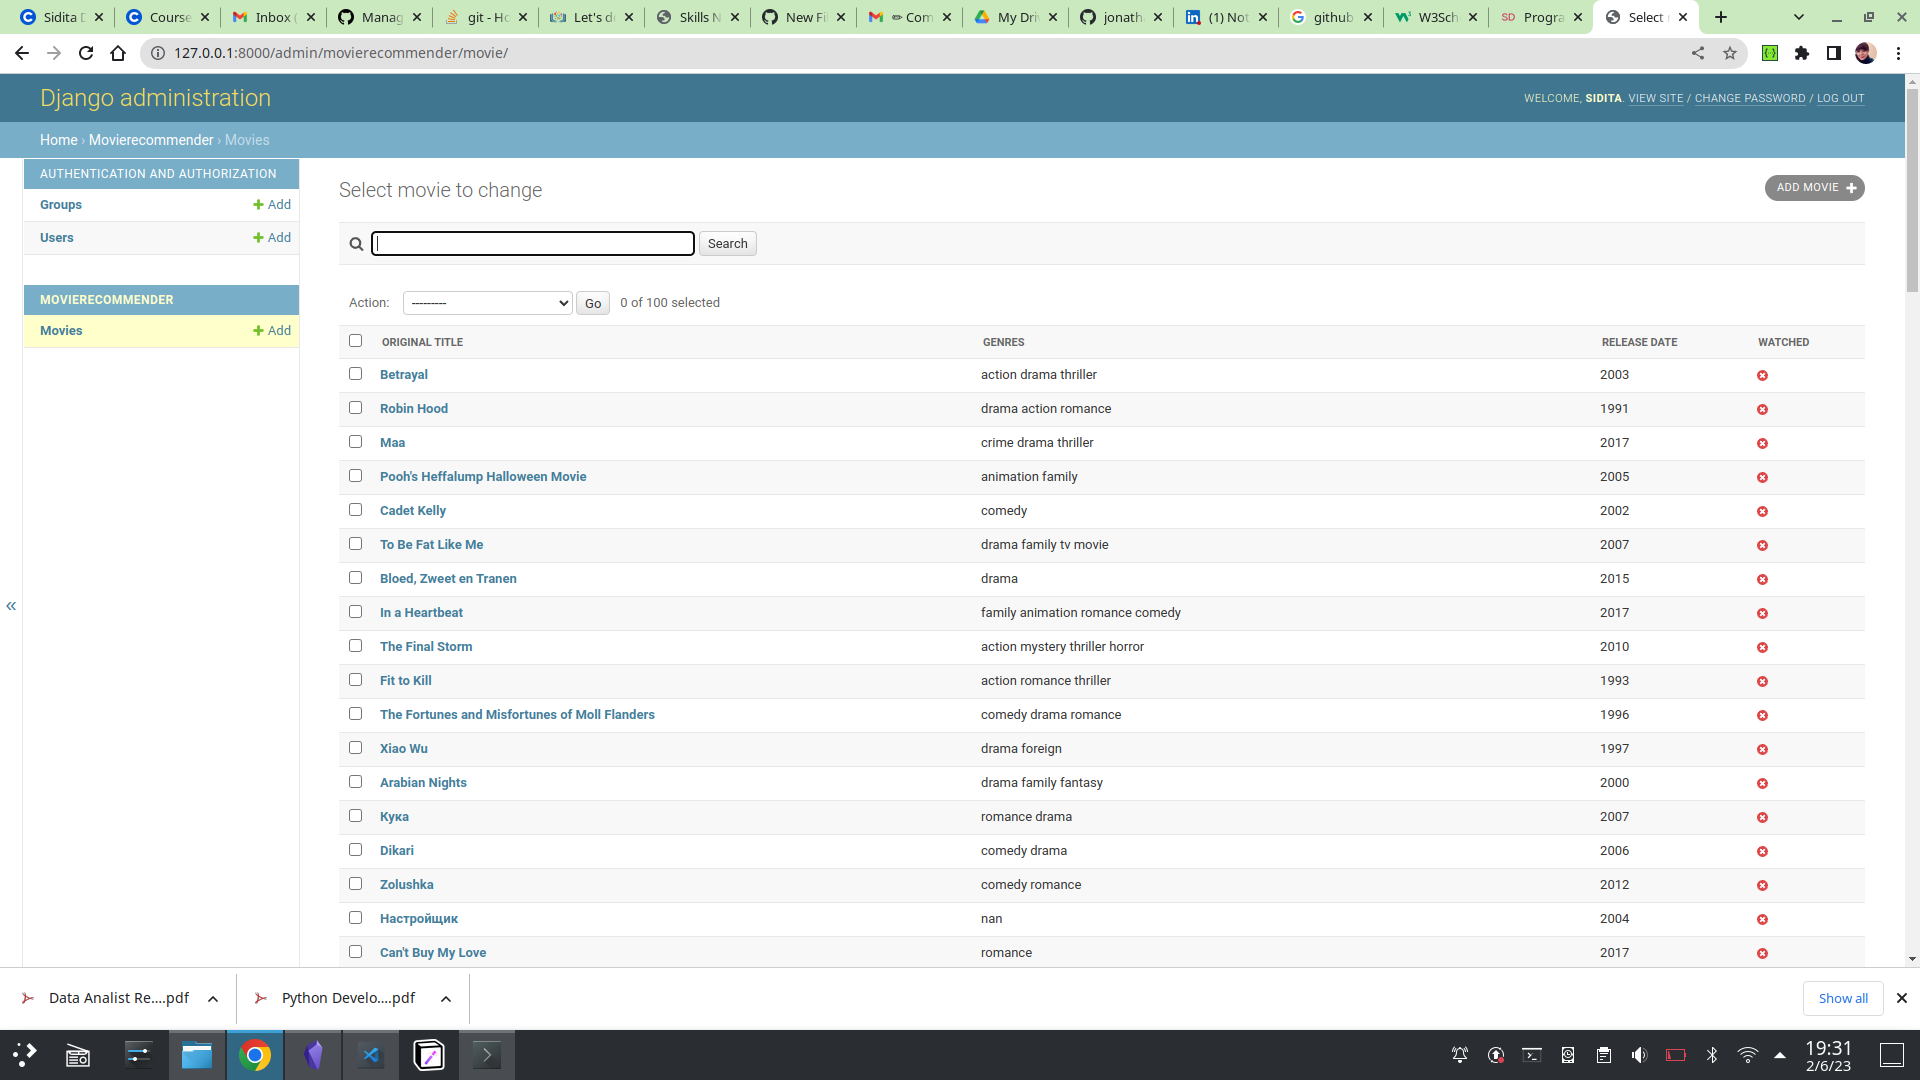 Sidita D
Course
Inbox (
Manag
git - Ho
Let's de
Skills N
New Fi
✏ Com
My Dri
jonath
(1) Not
github
W3Sch
Progra
Select
127.0.0.1:8000/admin/movierecommender/movie/
Django administration
WELCOME, SIDITA. VIEW SITE / CHANGE PASSWORD / LOG OUT
Home › Movierecommender › Movies
AUTHENTICATION AND AUTHORIZATION
Groups + Add
Users + Add
MOVIERECOMMENDER
Movies + Add
«
Select movie to change
ADD MOVIE +
Search
Action: --------- Go 0 of 100 selected
ORIGINAL TITLE GENRES RELEASE DATE WATCHED
Betrayal action drama thriller 2003
Robin Hood drama action romance 1991
Maa crime drama thriller 2017
Pooh's Heffalump Halloween Movie animation family 2005
Cadet Kelly comedy 2002
To Be Fat Like Me drama family tv movie 2007
Bloed, Zweet en Tranen drama 2015
In a Heartbeat family animation romance comedy 2017
The Final Storm action mystery thriller horror 2010
Fit to Kill action romance thriller 1993
The Fortunes and Misfortunes of Moll Flanders comedy drama romance 1996
Xiao Wu drama foreign 1997
Arabian Nights drama family fantasy 2000
Кука romance drama 2007
Dikari comedy drama 2006
Zolushka comedy romance 2012
Настройщик nan 2004
Can't Buy My Love romance 2017
Data Analist Re....pdf
Python Develo....pdf
Show all
19:31
2/6/23